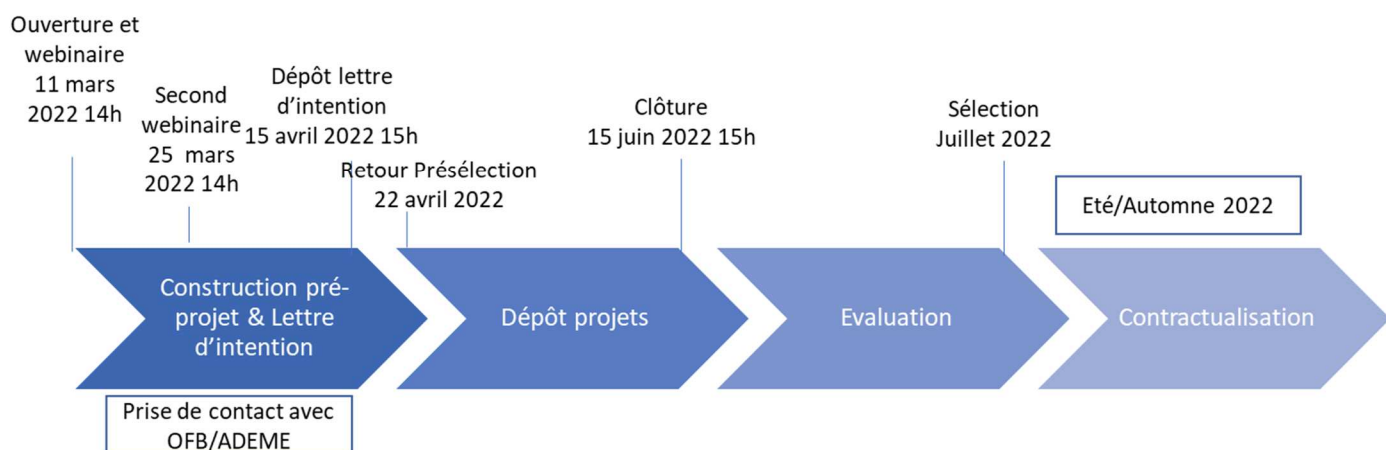 Ouverture et
webinaire
11 mars
2022 14h
Second
webinaire
25 mars
2022 14h
Dépôt lettre
d’intention
15 avril 2022 15h
Retour Présélection
22 avril 2022
Clôture
15 juin 2022 15h
Sélection
Juillet 2022
Eté/Automne 2022
Construction pré-
projet & Lettre
d’intention
Dépôt projets
Evaluation
Contractualisation
Prise de contact avec
OFB/ADEME